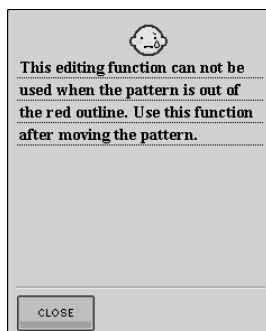 This editing function can not be
used when the pattern is out of
the red outline. Use this function
after moving the pattern.
CLOSE